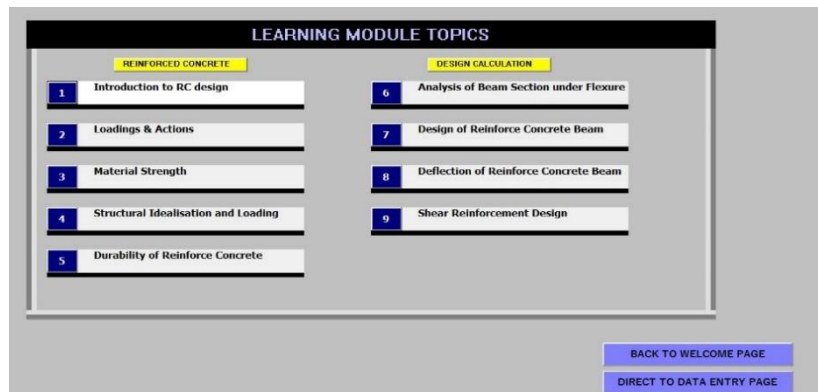 LEARNING MODULE TOPICS
REINFORCED CONCRETE
1 Introduction to RC design
2 Loadings & Actions
3 Material Strength
4 Structural Idealisation and Loading
5 Durability of Reinforce Concrete
DESIGN CALCULATION
6 Analysis of Beam Section under Flexure
7 Design of Reinforce Concrete Beam
8 Deflection of Reinforce Concrete Beam
9 Shear Reinforcement Design
BACK TO WELCOME PAGE
DIRECT TO DATA ENTRY PAGE